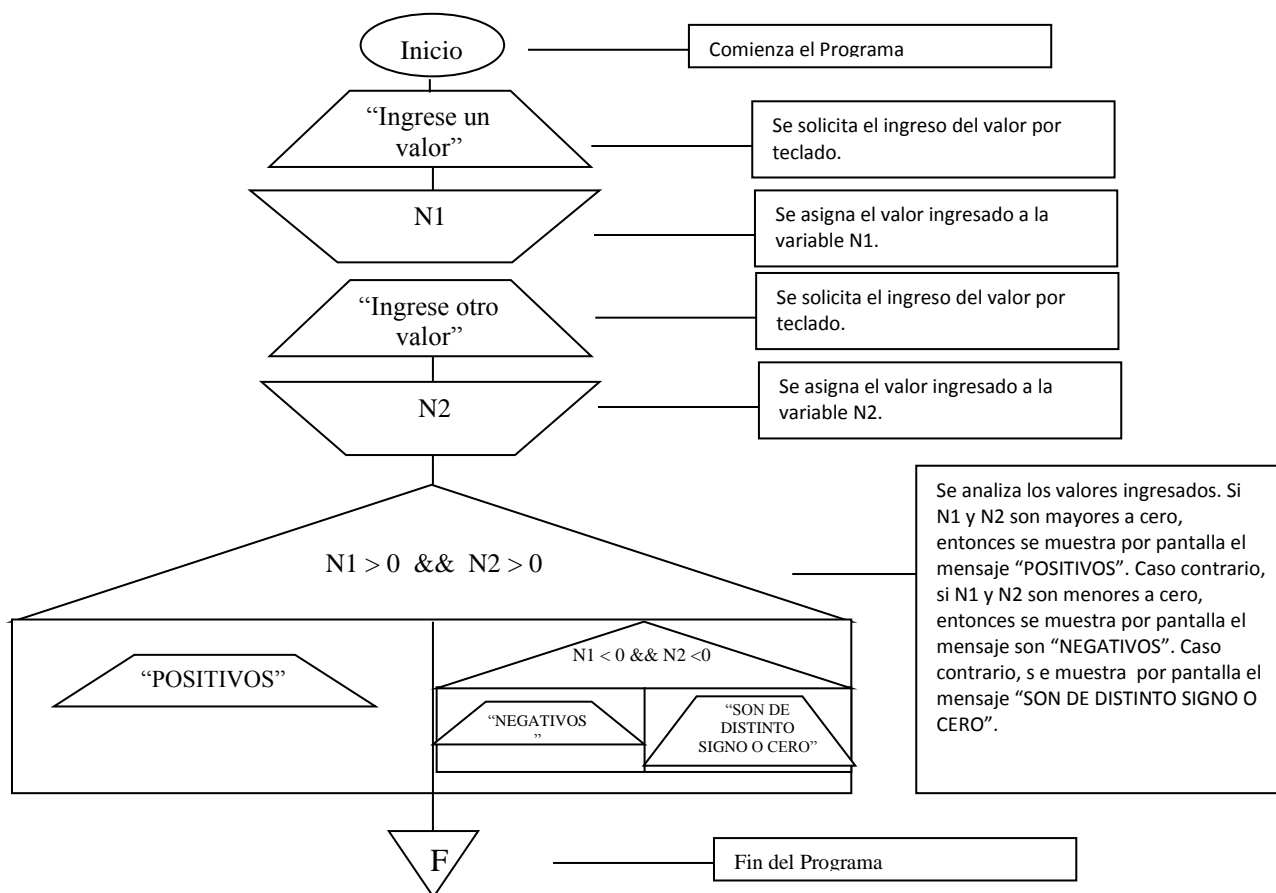 Inicio
Comienza el Programa
“Ingrese un
valor”
Se solicita el ingreso del valor por
teclado.
N1
Se asigna el valor ingresado a la
variable N1.
“Ingrese otro
valor”
Se solicita el ingreso del valor por
teclado.
N2
Se asigna el valor ingresado a la
variable N2.
N1 > 0 && N2 > 0
Se analiza los valores ingresados. Si
N1 y N2 son mayores a cero,
entonces se muestra por pantalla el
mensaje “POSITIVOS”. Caso contrario,
si N1 y N2 son menores a cero,
entonces se muestra por pantalla el
mensaje son “NEGATIVOS”. Caso
contrario, s e muestra por pantalla el
mensaje “SON DE DISTINTO SIGNO O
CERO”.
“POSITIVOS”
N1 < 0 && N2 <0
“NEGATIVOS
”
“SON DE
DISTINTO
SIGNO O CERO”
F
Fin del Programa